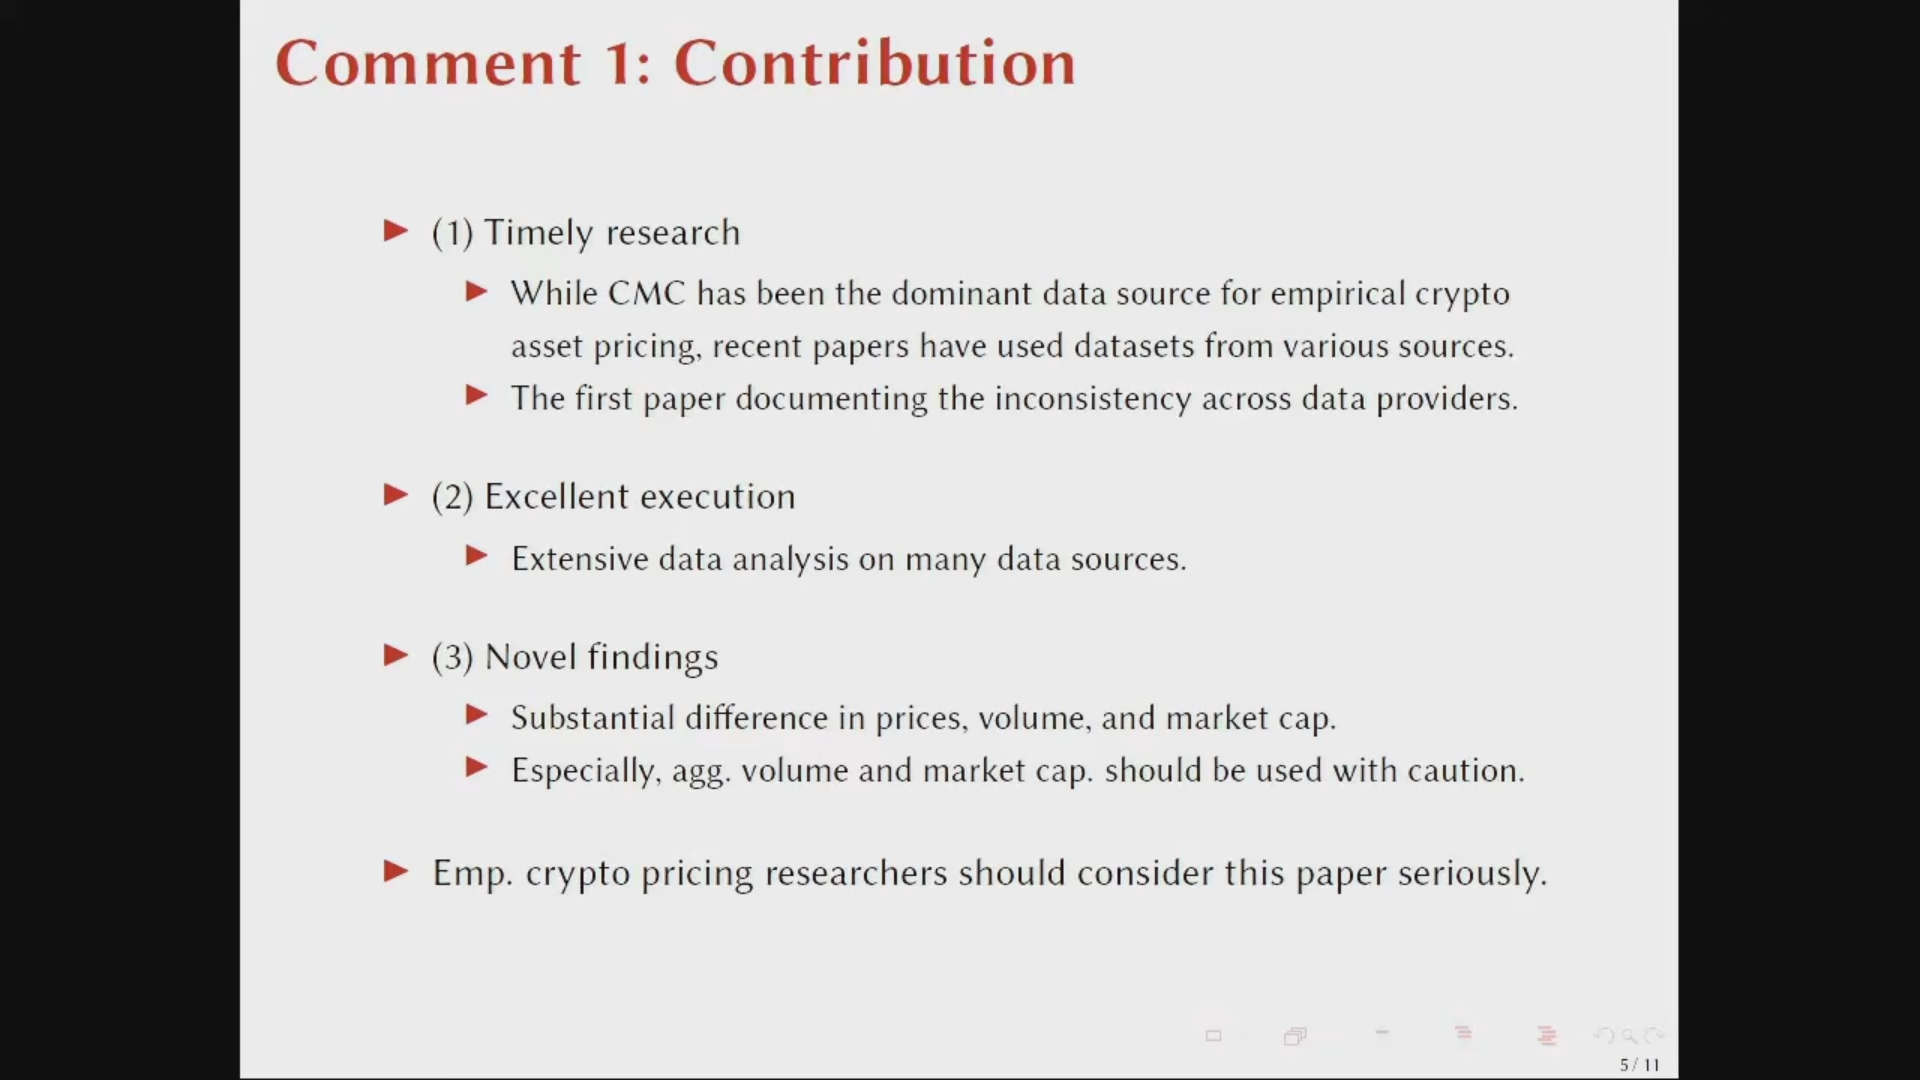 Comment 1: Contribution
(1) Timely research
While CMC has been the dominant data source for empirical crypto
asset pricing, recent papers have used datasets from various sources.
The first paper documenting the inconsistency across data providers.
(2) Excellent execution
Extensive data analysis on many data sources.
(3) Novel findings
Substantial difference in prices, volume, and market cap.
Especially, agg. volume and market cap. should be used with caution.
Emp. crypto pricing researchers should consider this paper seriously.
5 / 11